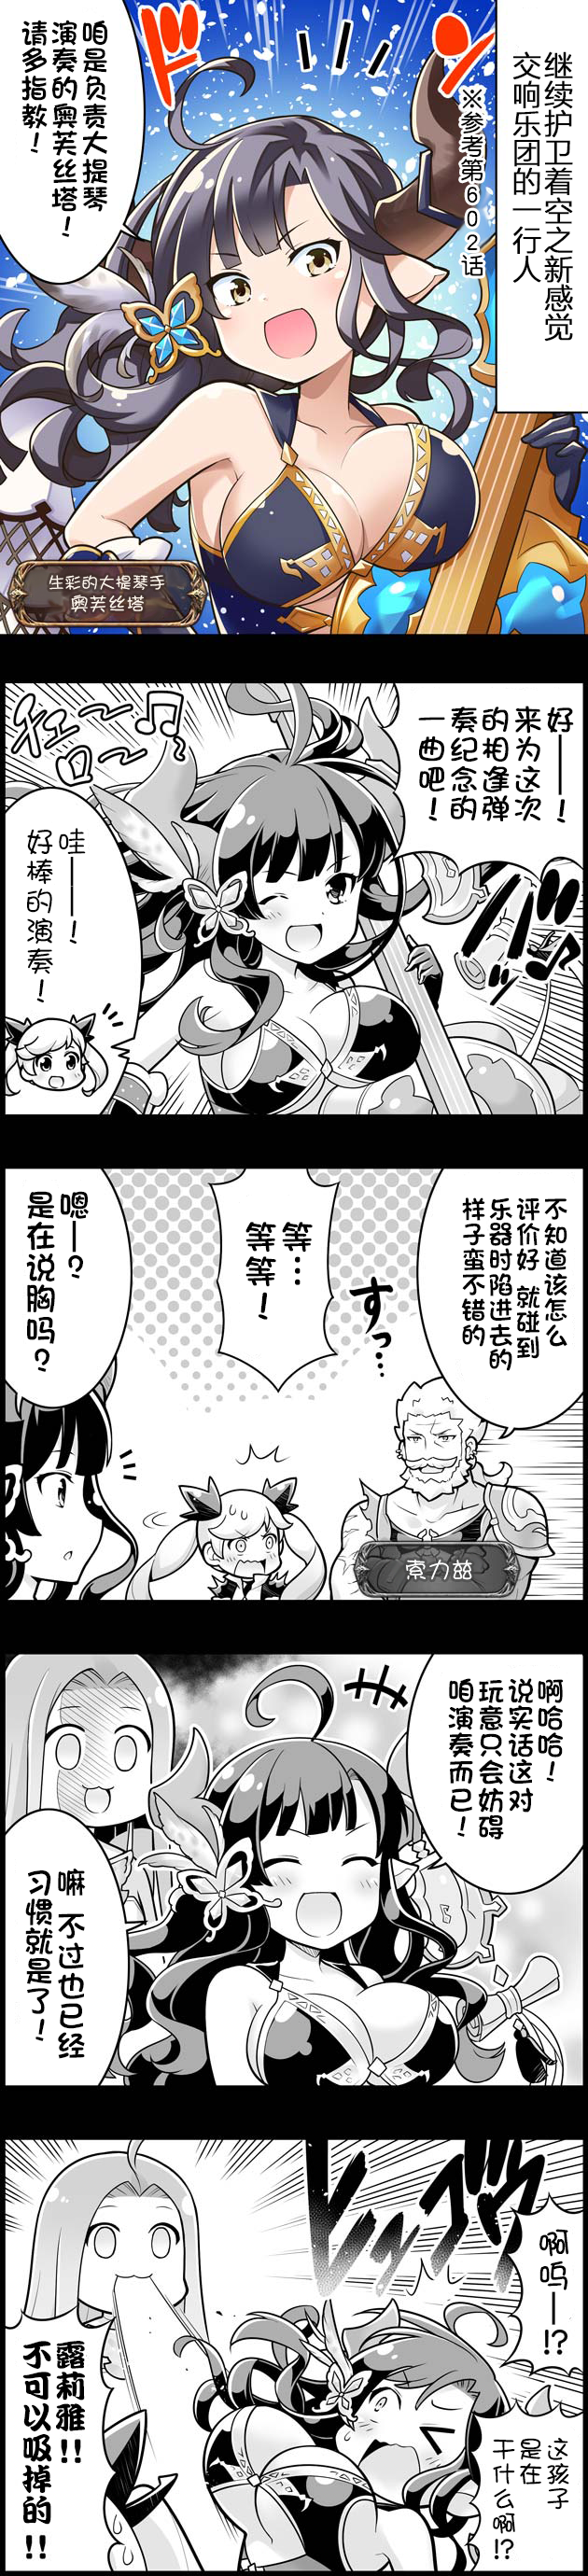 继续护卫着空之新感觉
交响乐团的一行人
※参考第602话
ドン
咱是负责大提琴
演奏的奥芙丝塔！
请多指教！
生彩的大提琴手
奥芙丝塔
好——！
来为这次
的相逢弹
奏纪念的
一曲吧！
哇——！
好棒的演奏！
不知道该怎么
评价好 就碰到
乐器时陷进去的
样子蛮不错的
すっ…
等…
等等！
嗯—？
是在说胸吗？
索力兹
啊哈哈！
说实话这对
玩意只会妨碍
咱演奏而已！
嘛 不过也已经
习惯就是了！
啊呜—！？
这孩子
是在
干什么啊！？
露莉雅！！
不可以吸掉的！！